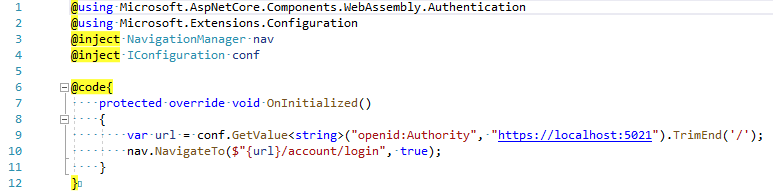 1 @using Microsoft.AspNetCore.Components.WebAssembly.Authentication
2 @using Microsoft.Extensions.Configuration
3 @inject NavigationManager nav
4 @inject IConfiguration conf
5
6 @code{
7 protected override void OnInitialized()
8 {
9 var url = conf.GetValue<string>("openid:Authority", "https://localhost:5021").TrimEnd('/');
10 nav.NavigateTo($"{url}/account/login", true);
11 }
12 }